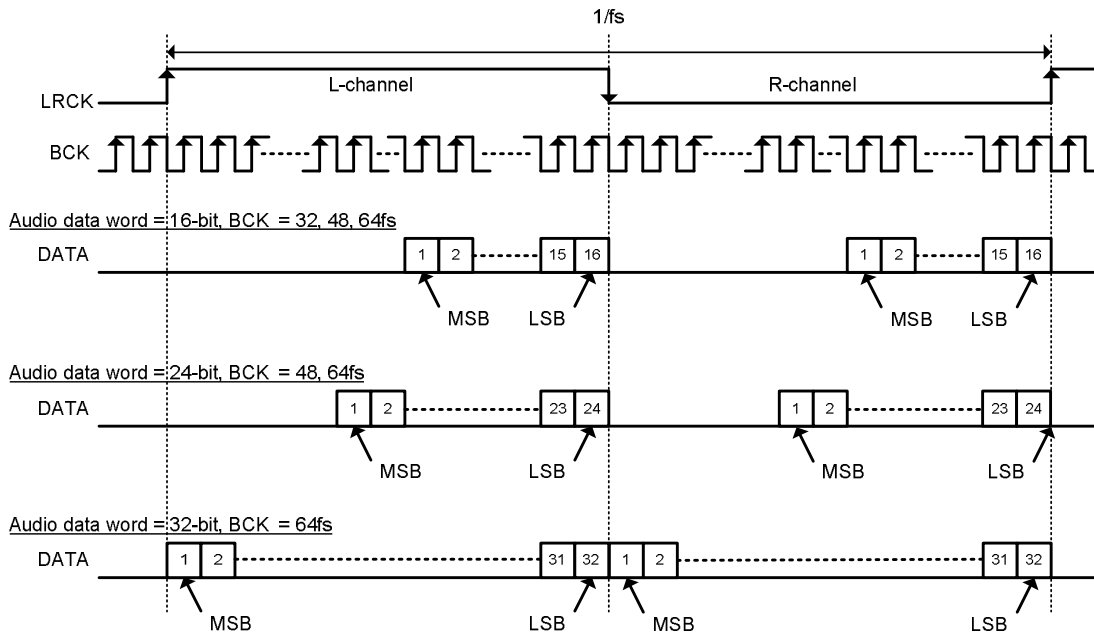 1/fs
L-channel R-channel
LRCK
BCK
Audio data word = 16-bit, BCK = 32, 48, 64fs
DATA 1 2 15 16 1 2 15 16
MSB LSB MSB LSB
Audio data word = 24-bit, BCK = 48, 64fs
DATA 1 2 23 24 1 2 23 24
MSB LSB MSB LSB
Audio data word = 32-bit, BCK = 64fs
DATA 1 2 31 32 1 2 31 32
MSB LSB MSB LSB